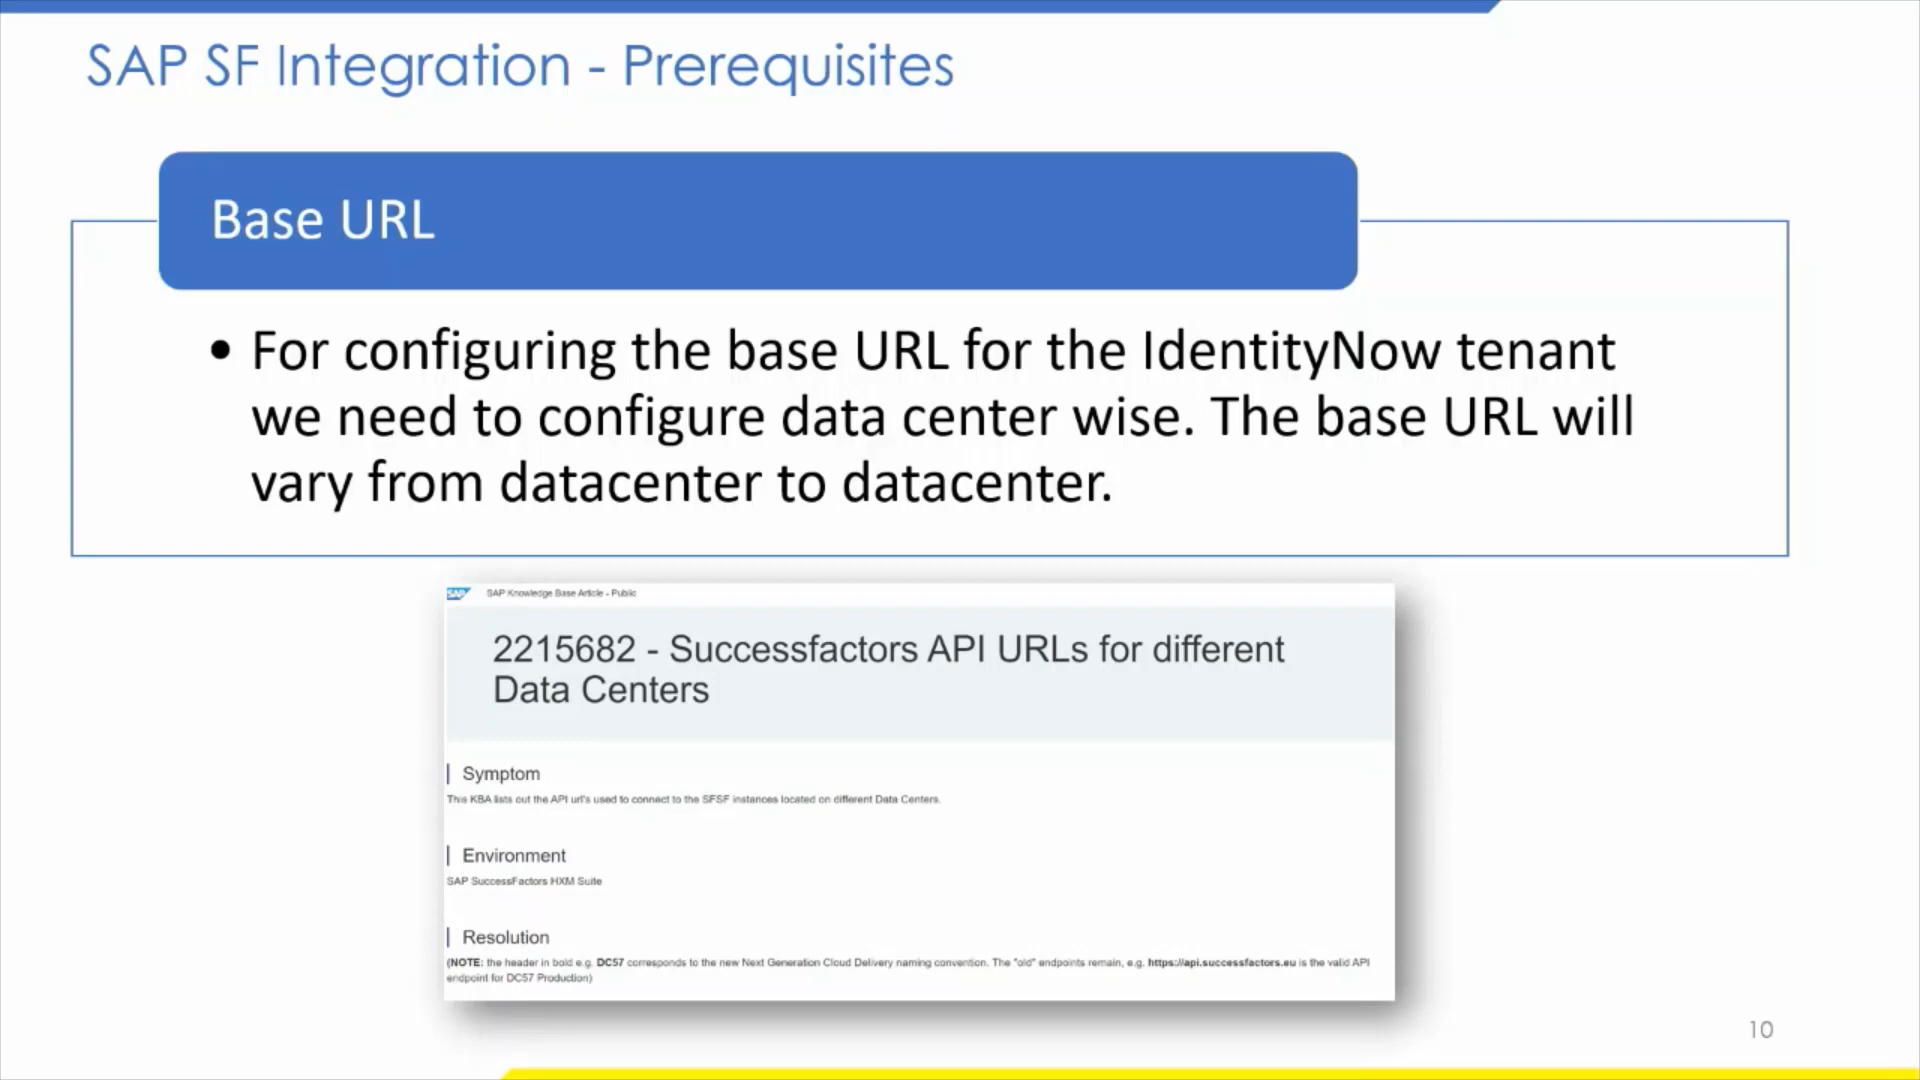 SAP SF Integration - Prerequisites
Base URL
• For configuring the base URL for the IdentityNow tenant
we need to configure data center wise. The base URL will
vary from datacenter to datacenter.
SAP SAP Knowledge Base Article - Public
2215682 - Successfactors API URLs for different
Data Centers
Symptom
This KBA lists out the API url's used to connect to the SFSF instances located on different Data Centers.
Environment
SAP SuccessFactors HXM Suite
Resolution
(NOTE: the header in bold e.g. DC57 corresponds to the new Next Generation Cloud Delivery naming convention. The "old" endpoints remain, e.g. https://api.successfactors.eu is the valid API
endpoint for DC57 Production)
10